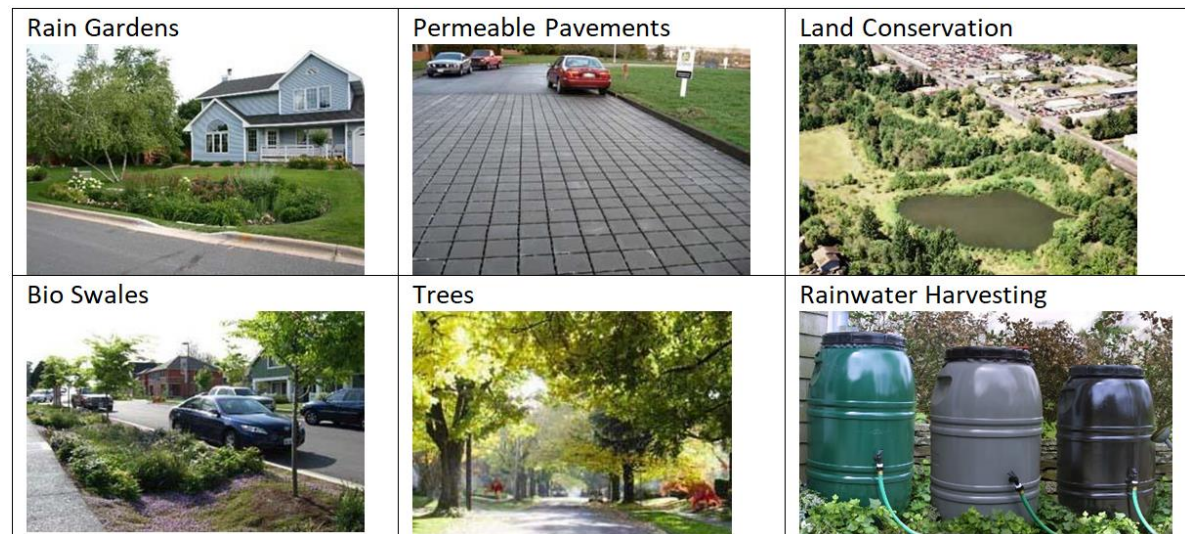 Rain Gardens
Permeable Pavements
Land Conservation
Bio Swales
Trees
Rainwater Harvesting